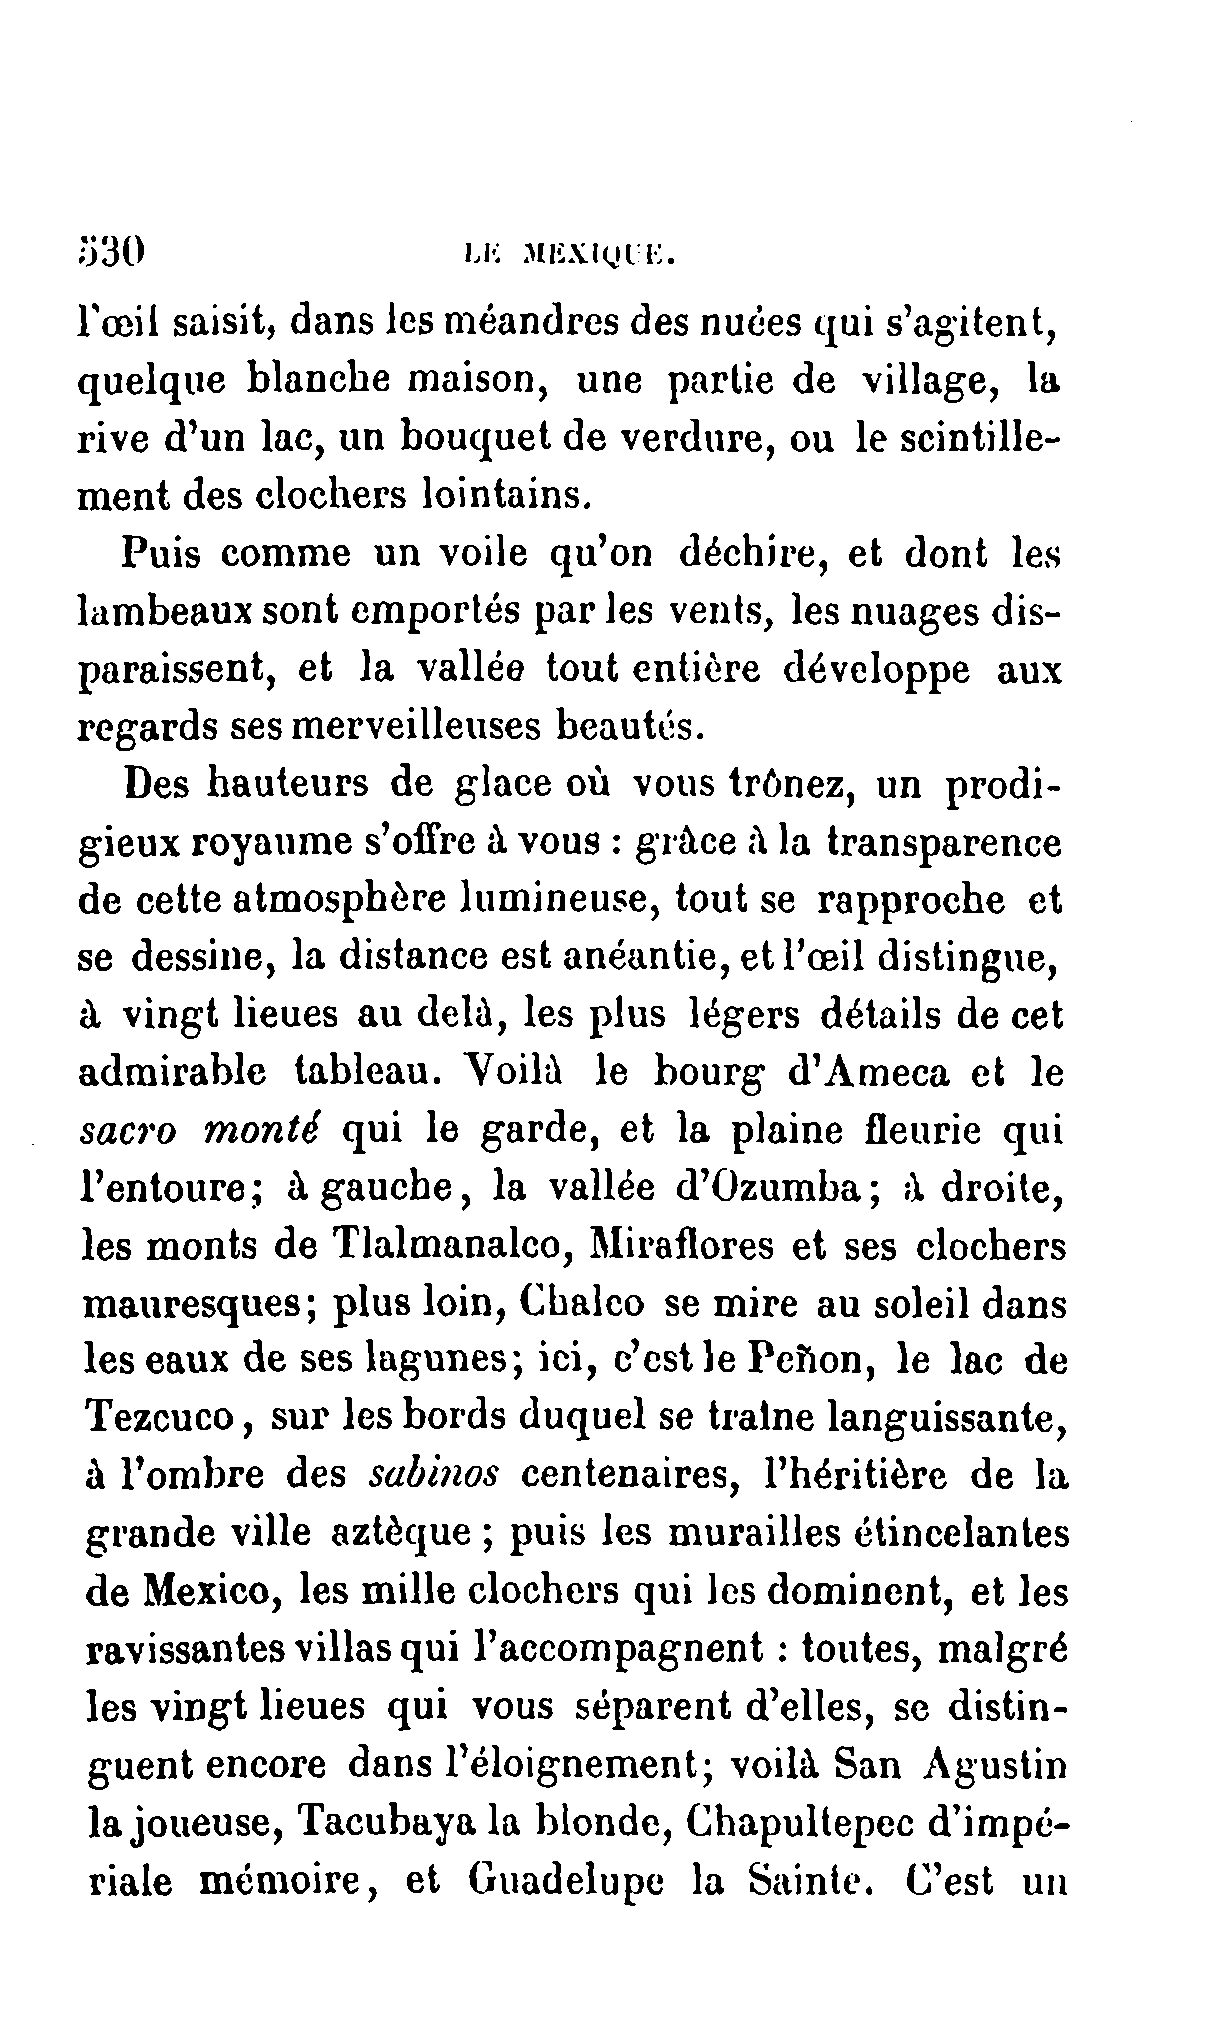 530 LE MEXIQUE.
l'œil saisit, dans les méandres des nuées qui s'agitent,
quelque blanche maison, une partie de village, la
rive d'un lac, un bouquet de verdure, ou le scintille-
ment des clochers lointains.
Puis comme un voile qu'on déchire, et dont les
lambeaux sont emportés par les vents, les nuages dis-
paraissent, et la vallée tout entière développe aux
regards ses merveilleuses beautés.
Des hauteurs de glace où vous trônez, un prodi-
gieux royaume s'offre à vous : grâce à la transparence
de cette atmosphère lumineuse, tout se rapproche et
se dessine, la distance est anéantie, et l'œil distingue,
à vingt lieues au delà, les plus légers détails de cet
admirable tableau. Voilà le bourg d'Ameca et le
sacro monté qui le garde, et la plaine fleurie qui
l'entoure; à gauche, la vallée d'Ozumba; à droite,
les monts de Tlalmanalco, Miraflores et ses clochers
mauresques; plus loin, Chalco se mire au soleil dans
les eaux de ses lagunes; ici, c'est le Peñon, le lac de
Tezcuco, sur les bords duquel se traîne languissante,
à l'ombre des sabinos centenaires, l'héritière de la
grande ville aztèque; puis les murailles étincelantes
de Mexico, les mille clochers qui les dominent, et les
ravissantes villas qui l'accompagnent : toutes, malgré
les vingt lieues qui vous séparent d'elles, se distin-
guent encore dans l'éloignement; voilà San Agustin
la joueuse, Tacubaya la blonde, Chapultepec d'impé-
riale mémoire, et Guadelupe la Sainte. C'est un